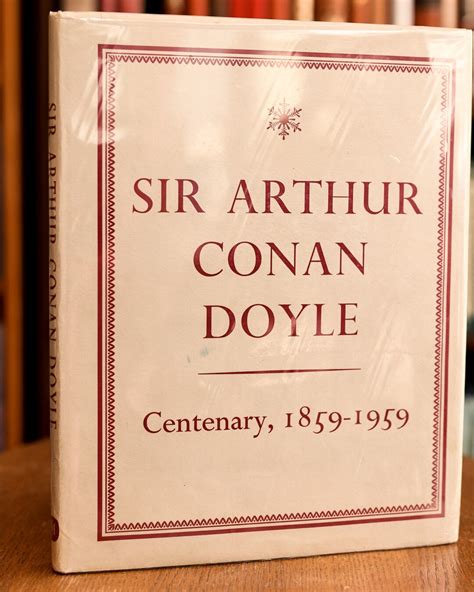 SIR ARTHUR CONAN DOYLE
SIR ARTHUR
CONAN
DOYLE
Centenary, 1859-1959